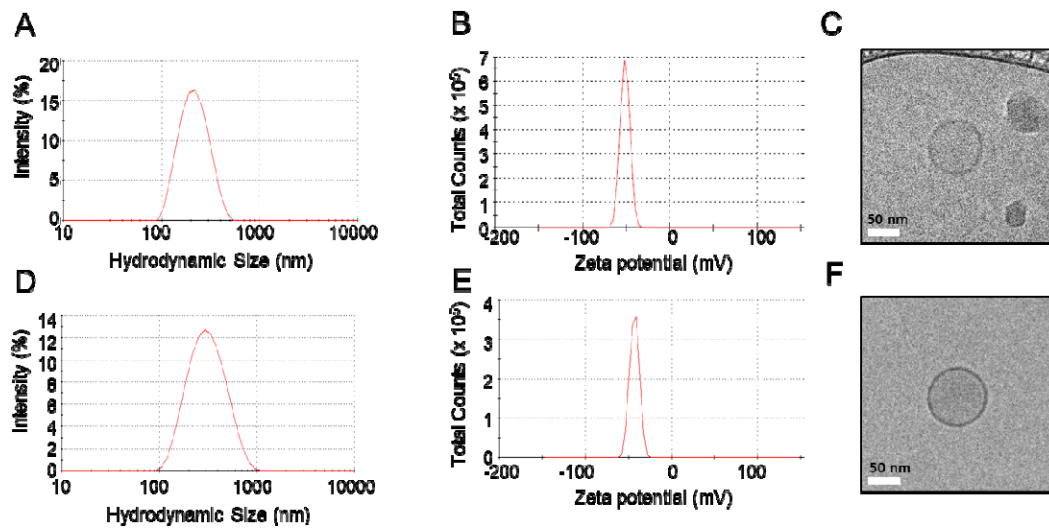 A
20
15
10
5
0
Intensity (%)
10 100 1000 10000
Hydrodynamic Size (nm)
B
7
6
5
4
3
2
1
0
Total Counts (x 10⁵)
-200 -100 0 100
Zeta potential (mV)
C
50 nm
D
14
12
10
8
6
4
2
0
Intensity (%)
10 100 1000 10000
Hydrodynamic Size (nm)
E
4
3
2
1
0
Total Counts (x 10⁵)
-200 -100 0 100
Zeta potential (mV)
F
50 nm